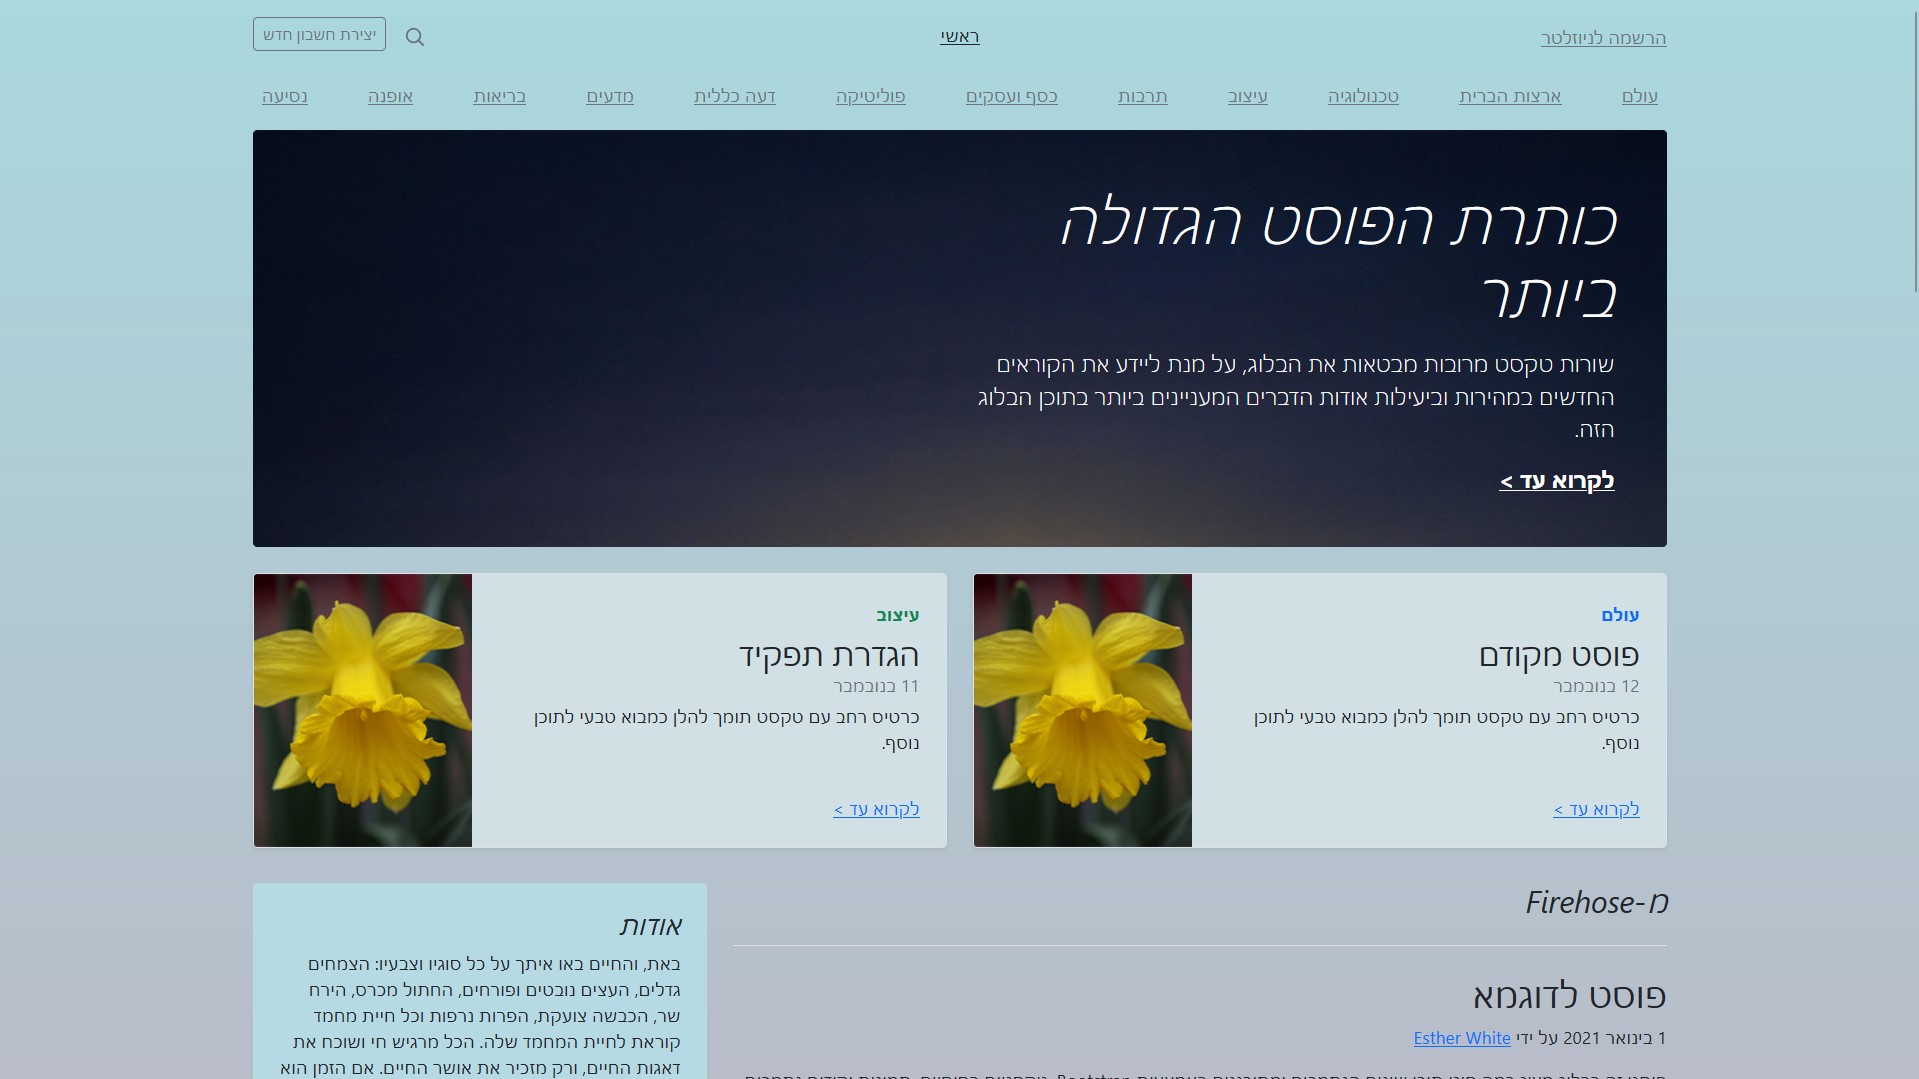 הרשמה לניוזלטר
ראשי
יצירת חשבון חדש
עולם
ארצות הברית
טכנולוגיה
עיצוב
תרבות
כסף ועסקים
פוליטיקה
דעה כללית
מדעים
בריאות
אופנה
נסיעה
כותרת הפוסט הגדולה
ביותר
שורות טקסט מרובות מבטאות את הבלוג, על מנת ליידע את הקוראים
החדשים במהירות וביעילות אודות הדברים המעניינים ביותר בתוכן הבלוג
הזה.
לקרוא עד >
עולם
פוסט מקודם
12 בנובמבר
כרטיס רחב עם טקסט תומך להלן כמבוא טבעי לתוכן
נוסף.
לקרוא עד >
עיצוב
הגדרת תפקיד
11 בנובמבר
כרטיס רחב עם טקסט תומך להלן כמבוא טבעי לתוכן
נוסף.
לקרוא עד >
מ-Firehose
פוסט לדוגמא
1 בינואר 2021 על ידי Esther White
אודות
באת, והחיים באו איתך על כל סוגיו וצבעיו: הצמחים
גדלים, העצים נובטים ופורחים, החתול מכרס, הירח
שר, הכבשה צועקת, הפרות נרפות וכל חיית מחמד
קוראת לחיית המחמד שלה. הכל מרגיש חי ושוכח את
דאגות החיים, ורק מזכיר את אושר החיים. אם הזמן הוא